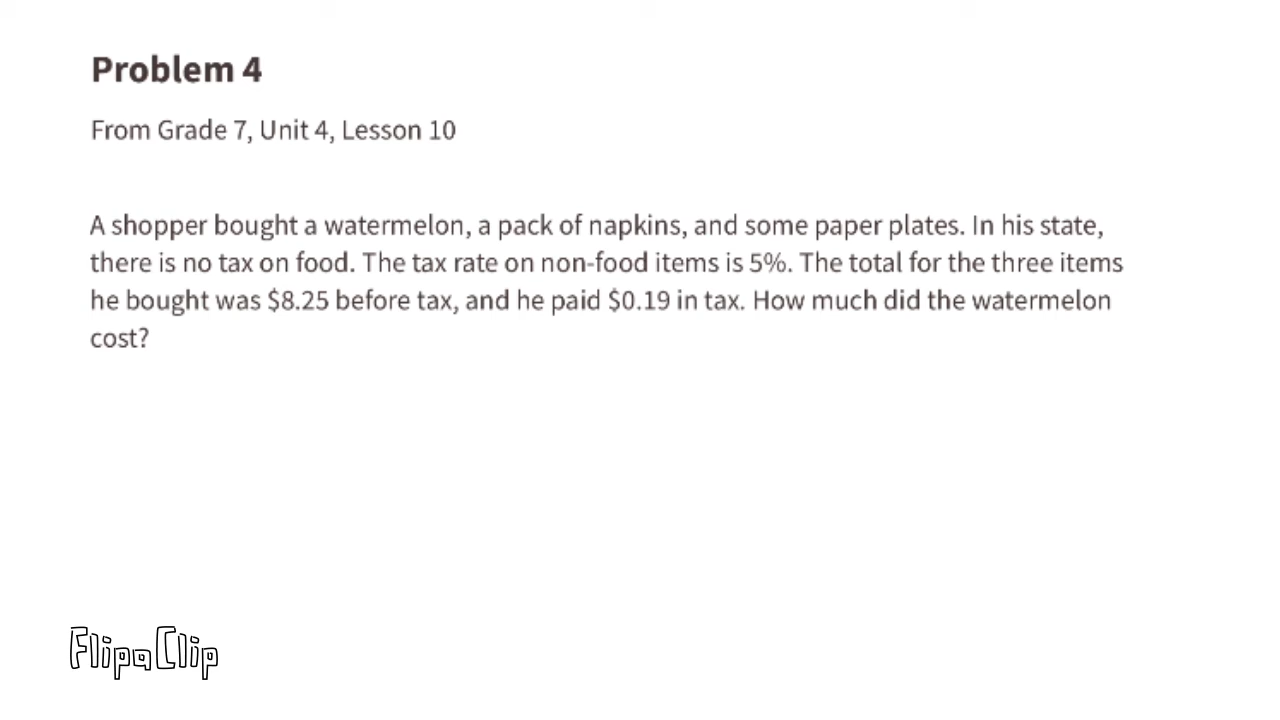 Problem 4
From Grade 7, Unit 4, Lesson 10
A shopper bought a watermelon, a pack of napkins, and some paper plates. In his state,
there is no tax on food. The tax rate on non-food items is 5%. The total for the three items
he bought was $8.25 before tax, and he paid $0.19 in tax. How much did the watermelon
cost?
FlipaClip